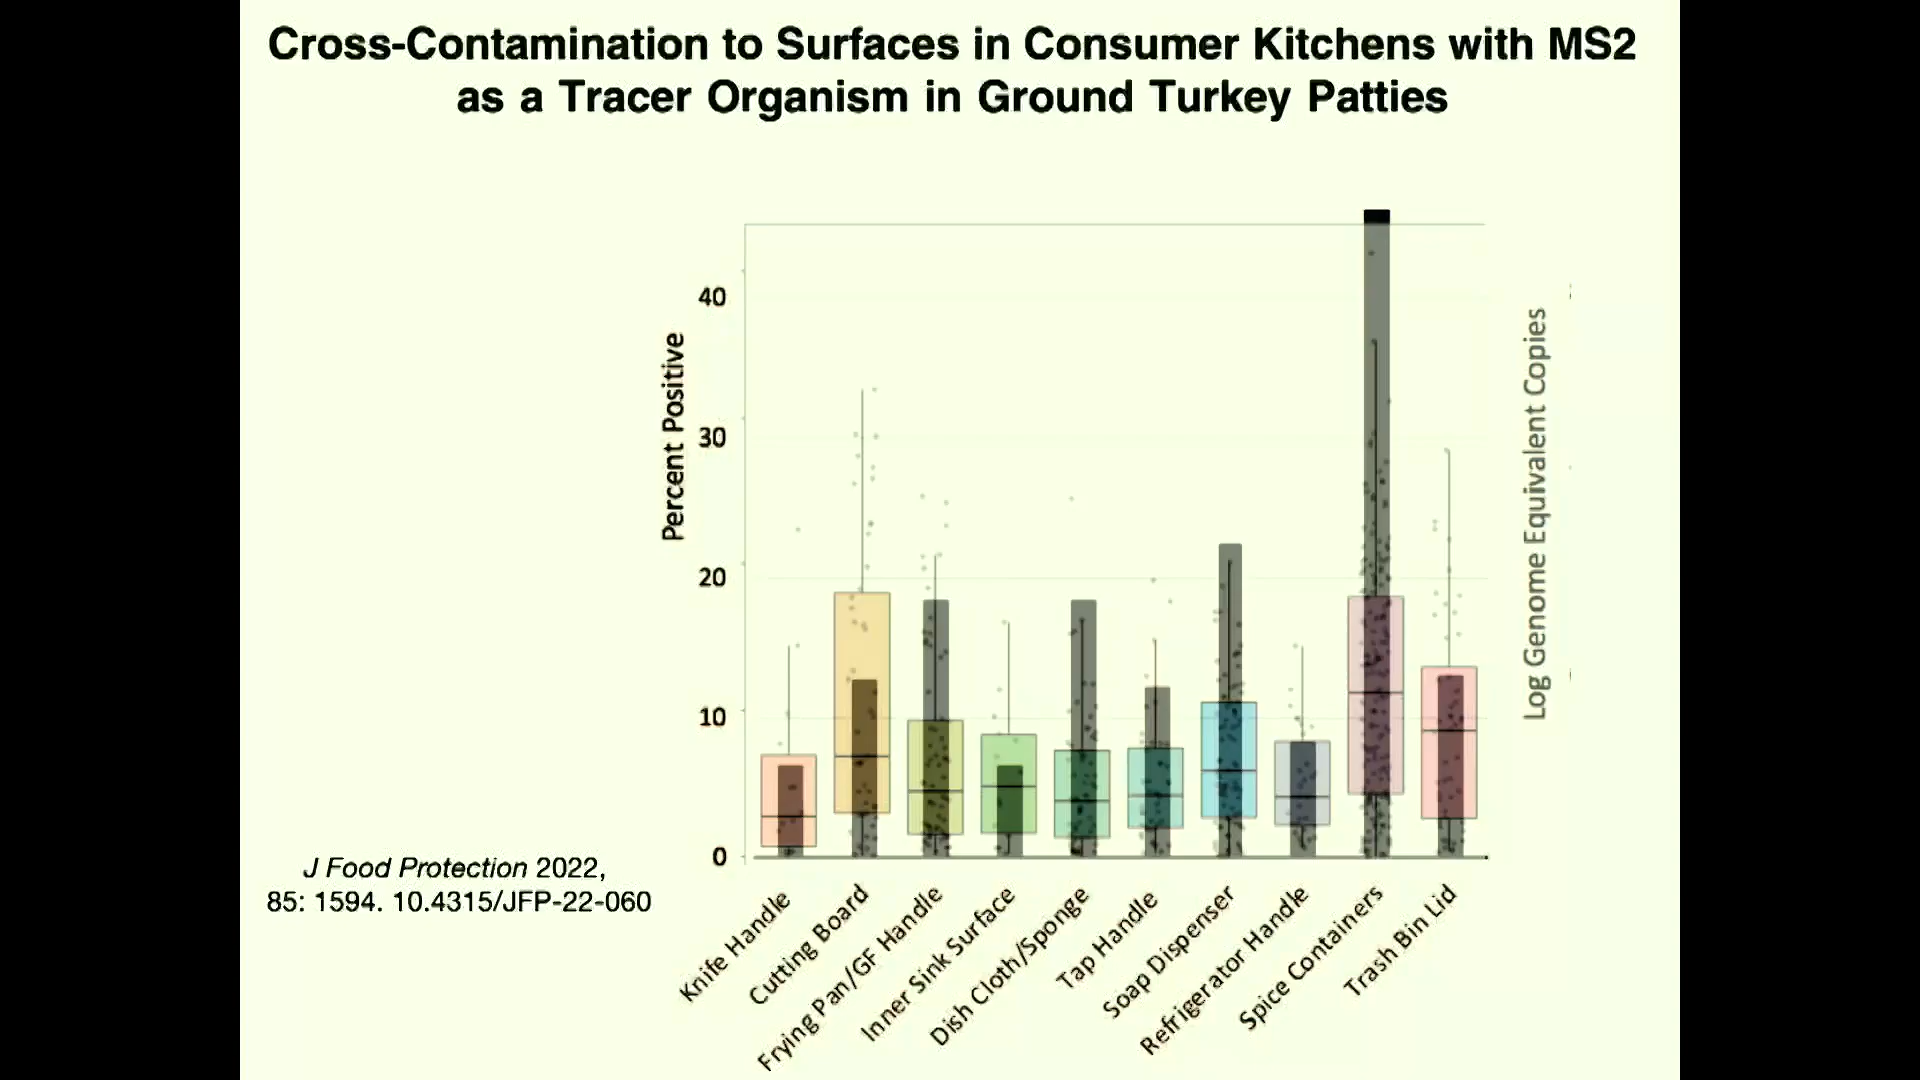 Cross-Contamination to Surfaces in Consumer Kitchens with MS2
as a Tracer Organism in Ground Turkey Patties
40
30
20
10
0
Percent Positive
Log Genome Equivalent Copies
J Food Protection 2022,
85: 1594. 10.4315/JFP-22-060
Knife Handle
Cutting Board
Frying Pan/GF Handle
Inner Sink Surface
Dish Cloth/Sponge
Tap Handle
Soap Dispenser
Refrigerator Handle
Spice Containers
Trash Bin Lid